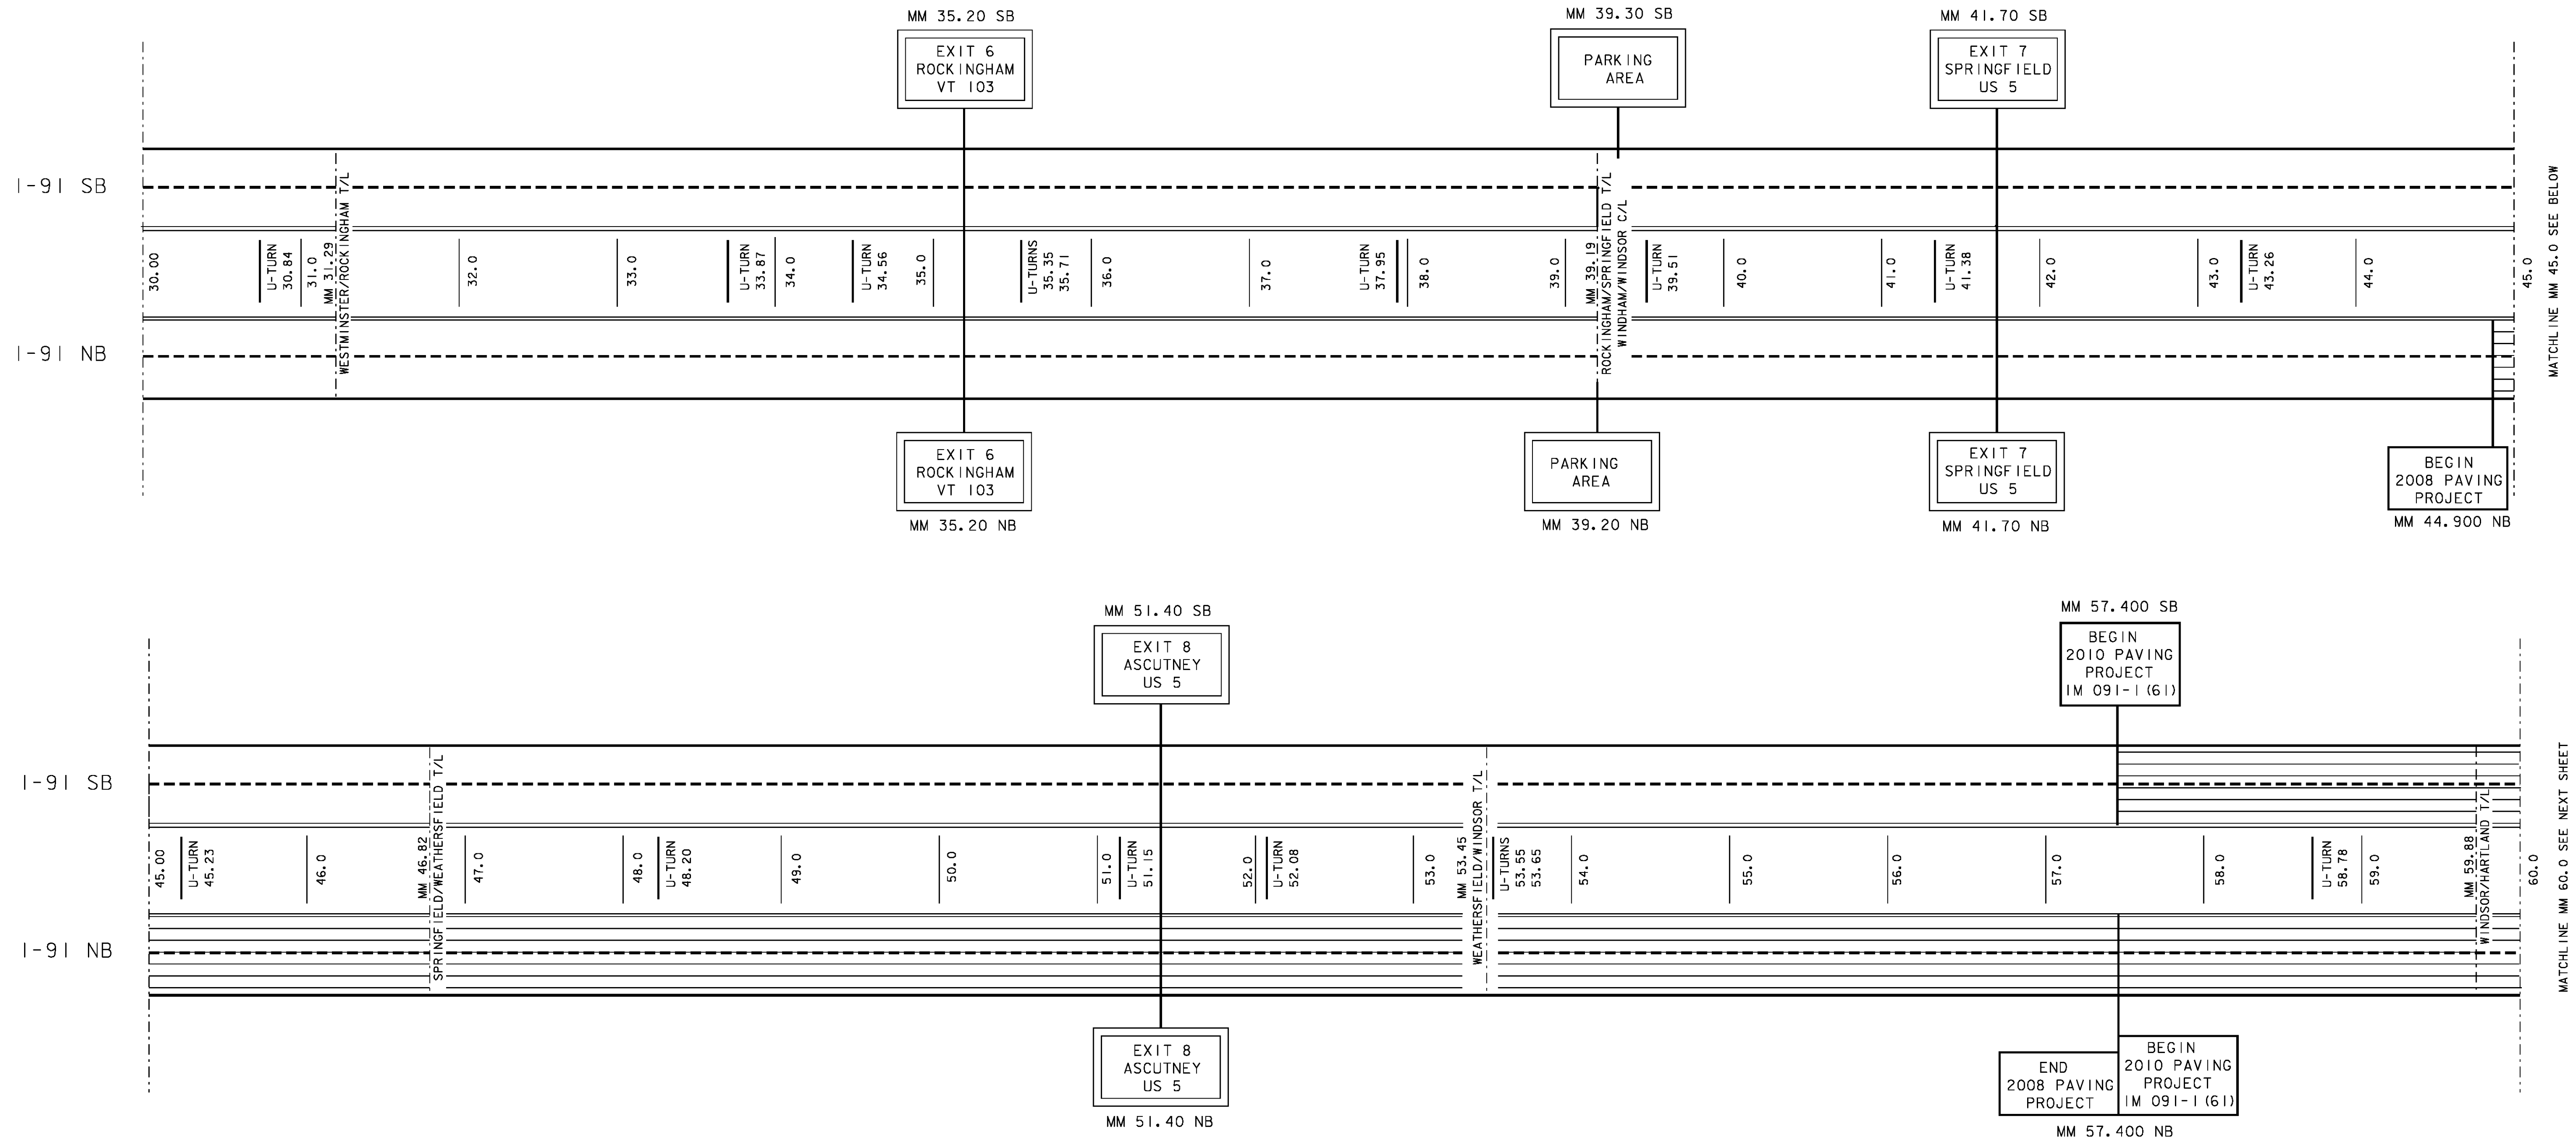 MM 35.20 SB
EXIT 6
ROCKINGHAM
VT 103
MM 39.30 SB
PARKING
AREA
MM 41.70 SB
EXIT 7
SPRINGFIELD
US 5
I-91 SB
I-91 NB
30.00
U-TURN
30.84
31.0
MM 31.29
WESTMINSTER/ROCKINGHAM T/L
32.0
33.0
U-TURN
33.87
34.0
U-TURN
34.56
35.0
U-TURNS
35.35
35.71
36.0
37.0
U-TURN
37.95
38.0
39.0
MM 39.19
ROCKINGHAM/SPRINGFIELD T/L
WINDHAM/WINDSOR C/L
U-TURN
39.51
40.0
41.0
U-TURN
41.38
42.0
43.0
U-TURN
43.26
44.0
45.0
MATCHLINE MM 45.0 SEE BELOW
EXIT 6
ROCKINGHAM
VT 103
MM 35.20 NB
PARKING
AREA
MM 39.20 NB
EXIT 7
SPRINGFIELD
US 5
MM 41.70 NB
BEGIN
2008 PAVING
PROJECT
MM 44.900 NB
MM 51.40 SB
EXIT 8
ASCUTNEY
US 5
MM 57.400 SB
BEGIN
2010 PAVING
PROJECT
IM 091-1(61)
I-91 SB
I-91 NB
45.00
U-TURN
45.23
46.0
MM 46.82
SPRINGFIELD/WEATHERSFIELD T/L
47.0
48.0
U-TURN
48.20
49.0
50.0
51.0
U-TURN
51.15
52.0
U-TURN
52.08
53.0
MM 53.45
WEATHERSFIELD/WINDSOR T/L
U-TURNS
53.55
53.65
54.0
55.0
56.0
57.0
58.0
U-TURN
58.78
59.0
MM 59.88
WINDSOR/HARTLAND T/L
60.0
MATCHLINE MM 60.0 SEE NEXT SHEET
EXIT 8
ASCUTNEY
US 5
MM 51.40 NB
END
2008 PAVING
PROJECT
BEGIN
2010 PAVING
PROJECT
IM 091-1(61)
MM 57.400 NB